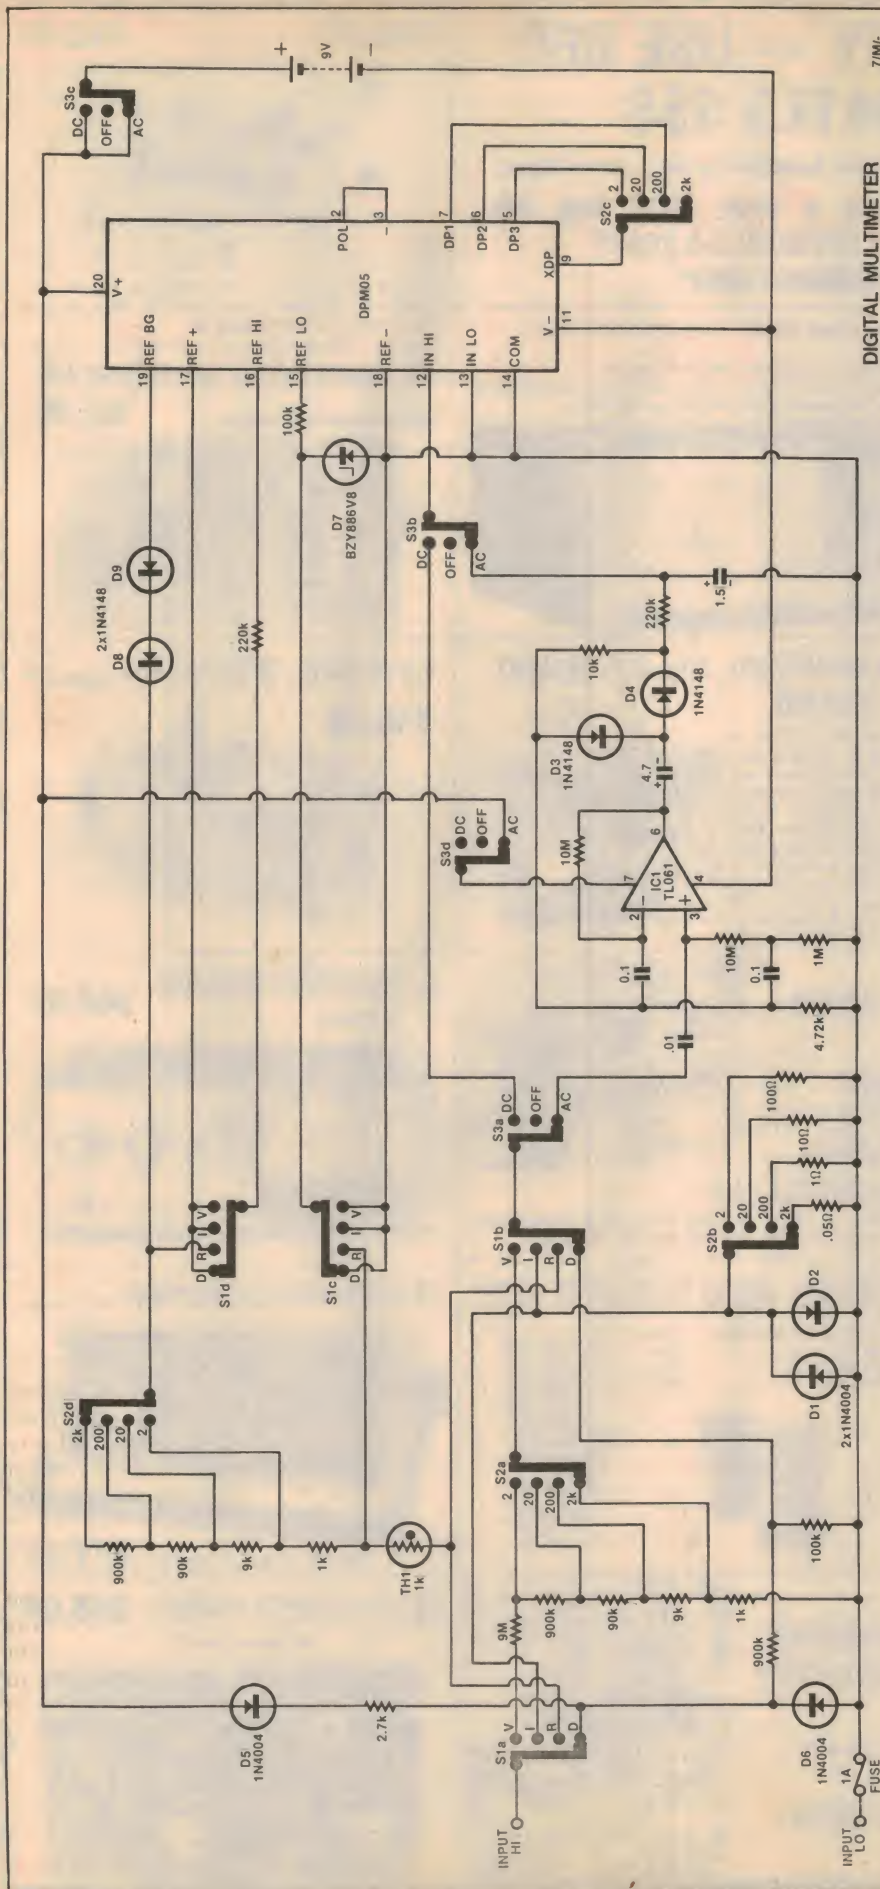 S3c
DC
OFF
AC
+
9V
−
20
V+
REF BG
19
REF +
17
REF HI
16
REF LO
15
REF −
18
IN HI
12
IN LO
13
COM
14
DPM05
POL
2
−
3
DP1
7
DP2
6
DP3
5
XDP
9
V −
11
S2c
2
20
200
2k
D8
D9
2x1N4148
220k
100k
D7
BZY886V8
S3b
DC
OFF
AC
S2d
2k
200
20
2
900k
90k
9k
1k
TH1
1k
S1d
D
R
I
V
S1c
D
R
I
V
D5
1N4004
2.7k
S3d
DC
OFF
AC
10M
7
2
−
IC1
TL061
+
3
6
4
4.7
+
−
D3
1N4148
D4
1N4148
10k
220k
1.5
+
−
0.1
10M
0.1
1M
4.72k
.01
S3a
DC
OFF
AC
S1b
V
I
R
D
S2a
2
20
200
2k
9M
900k
90k
9k
1k
900k
100k
S1a
V
I
R
D
INPUT
HI
S2b
2
20
200
2k
.05Ω
1Ω
10Ω
100Ω
D1
D2
2x1N4004
D6
1N4004
INPUT
LO
1A
FUSE
DIGITAL MULTIMETER
7/M/-